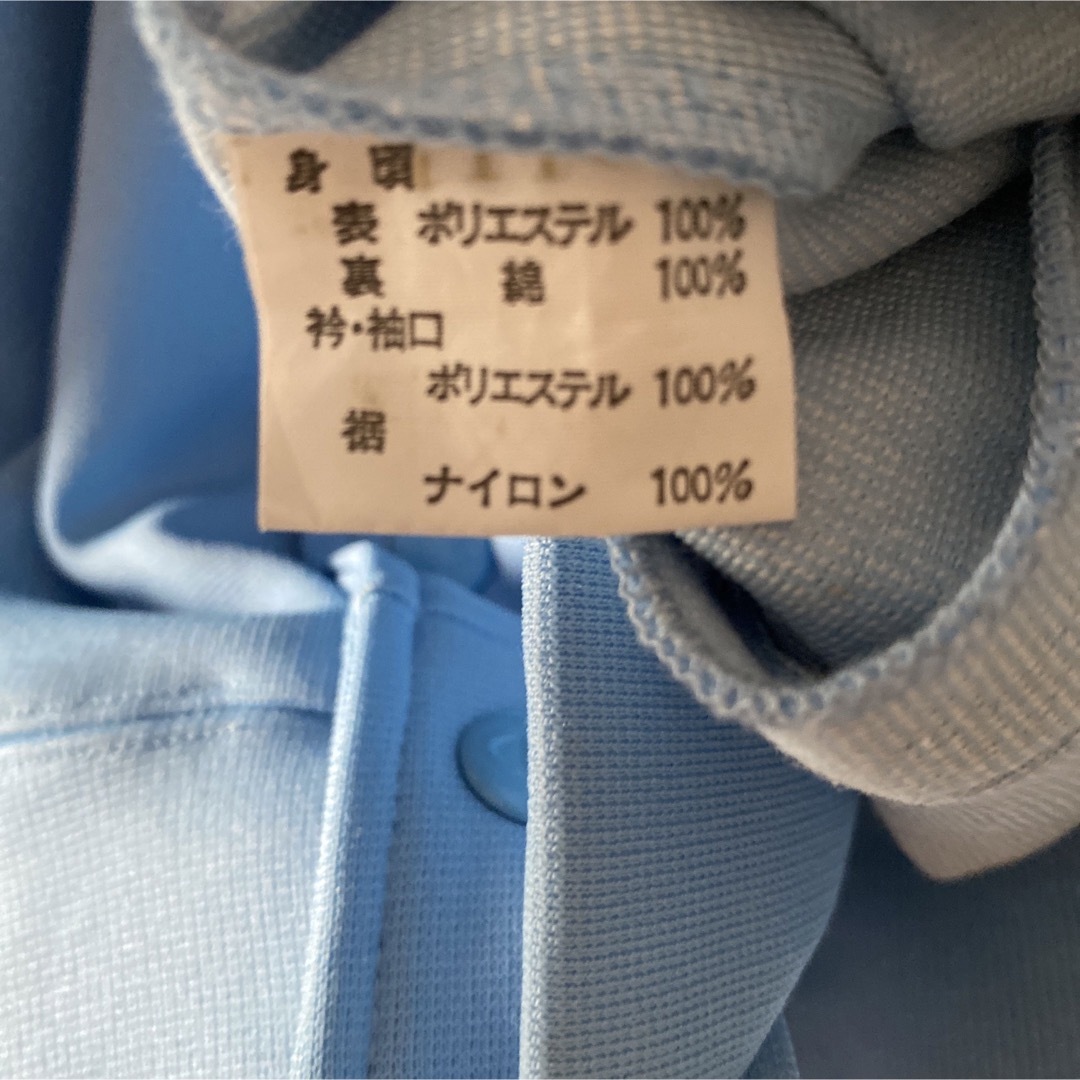 身頃
表 ポリエステル 100%
裏 綿 100%
衿・袖口
ポリエステル 100%
裾
ナイロン 100%